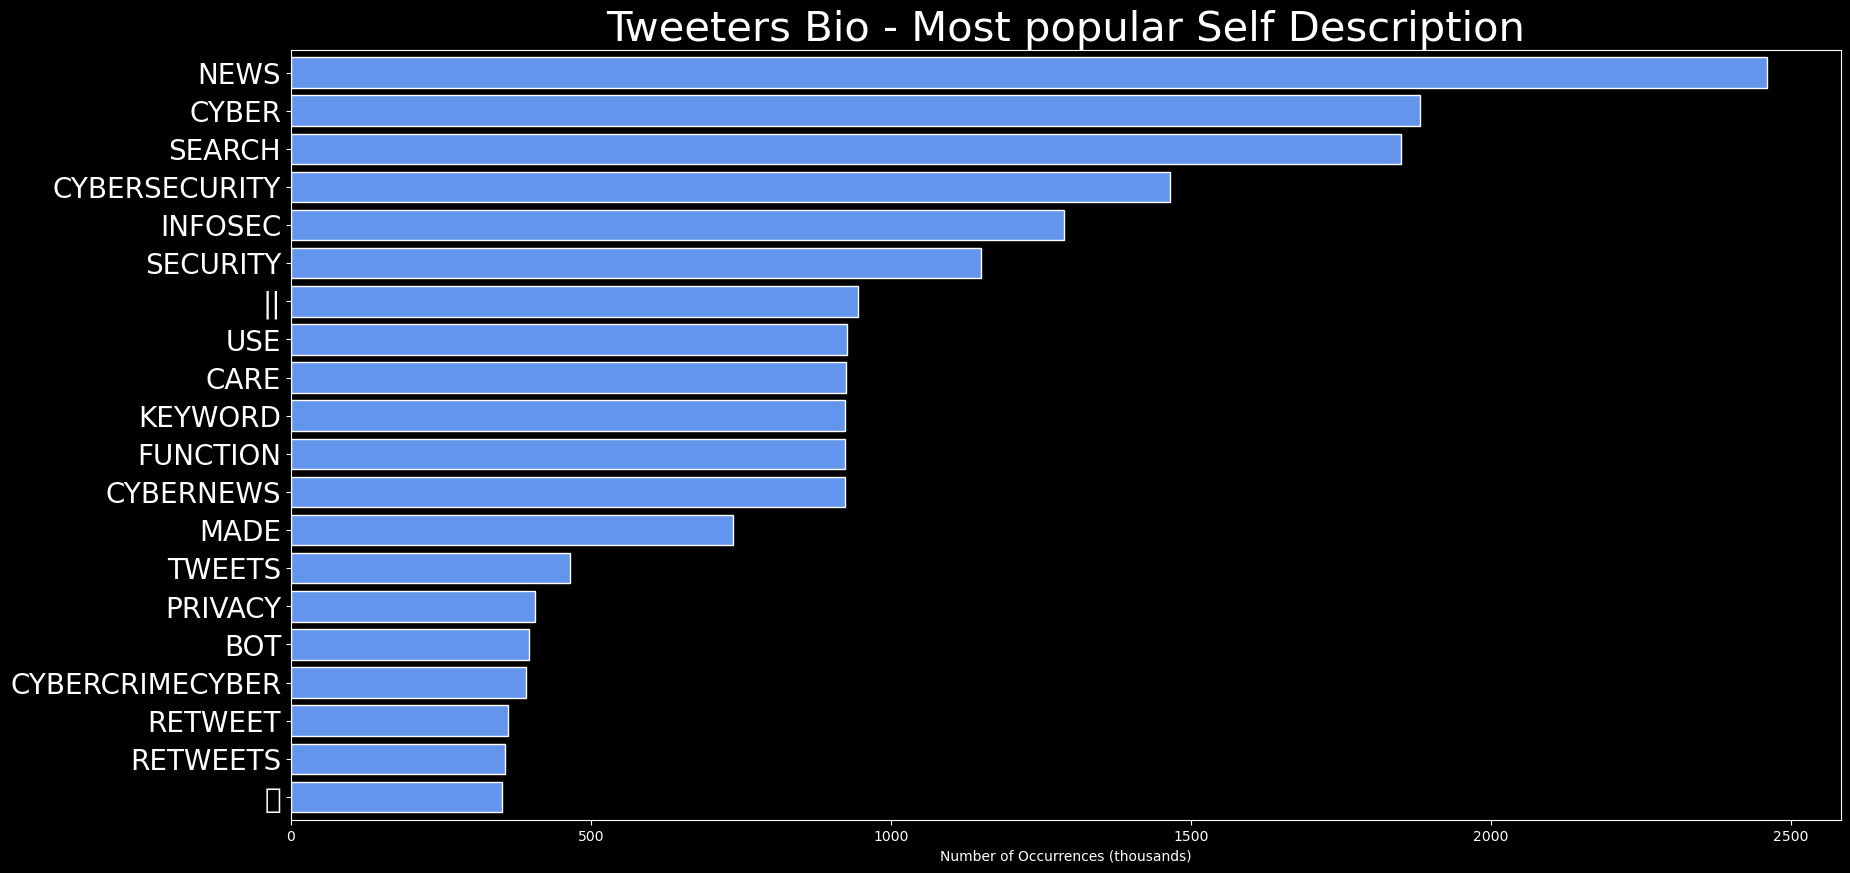 Tweeters Bio - Most popular Self Description
NEWS
CYBER
SEARCH
CYBERSECURITY
INFOSEC
SECURITY
||
USE
CARE
KEYWORD
FUNCTION
CYBERNEWS
MADE
TWEETS
PRIVACY
BOT
CYBERCRIMECYBER
RETWEET
RETWEETS
0 500 1000 1500 2000 2500
Number of Occurrences (thousands)